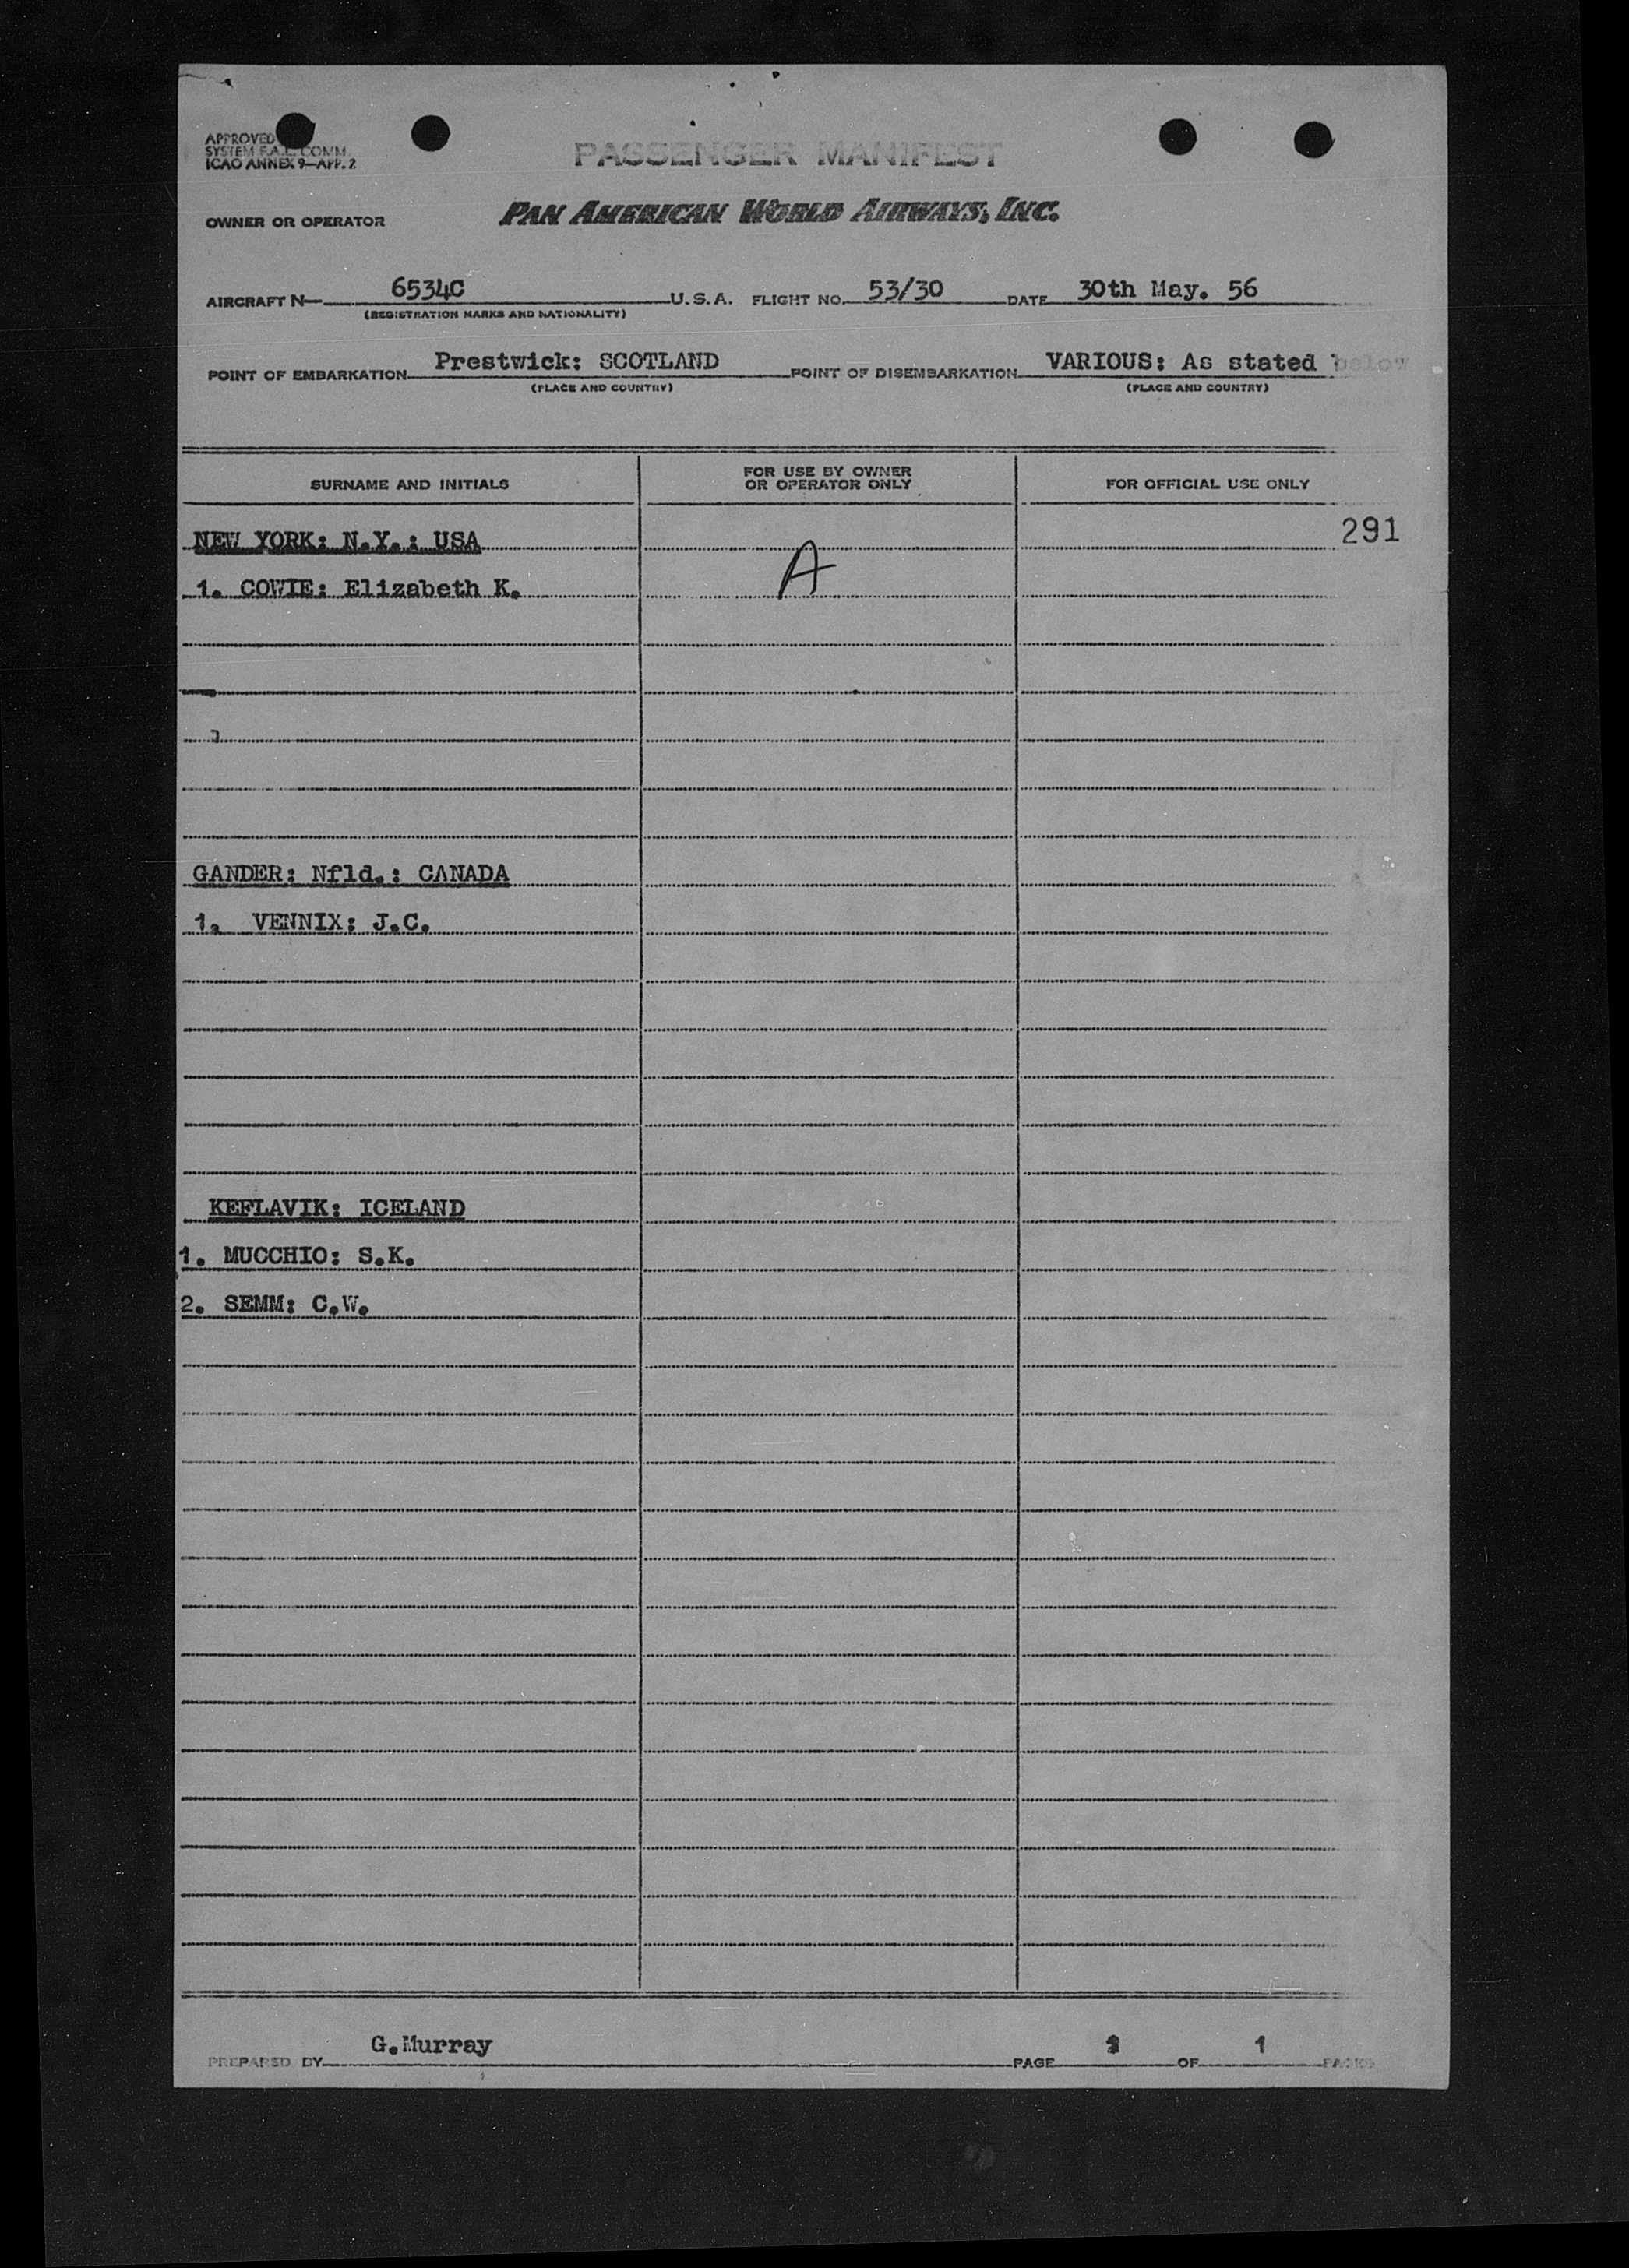 APPROVED
SYSTEM F.A.L. COMM.
ICAO ANNEX 9—APP. 2
PASSENGER MANIFEST
OWNER OR OPERATOR PAN AMERICAN WORLD AIRWAYS, INC.
AIRCRAFT N— 6534C U.S.A. FLIGHT NO. 53/30 DATE 30th May. 56
(REGISTRATION MARKS AND NATIONALITY)
POINT OF EMBARKATION Prestwick: SCOTLAND POINT OF DISEMBARKATION VARIOUS: As stated below
(PLACE AND COUNTRY) (PLACE AND COUNTRY)
SURNAME AND INITIALS FOR USE BY OWNER OR OPERATOR ONLY FOR OFFICIAL USE ONLY
NEW YORK: N.Y.: USA 291
1. COWIE: Elizabeth K. A
GANDER: Nfld.: CANADA
1. VENNIX: J.C.
KEFLAVIK: ICELAND
1. MUCCHIO: S.K.
2. SEMM: C.W.
PREPARED BY G.Murray PAGE OF 1 PAGES